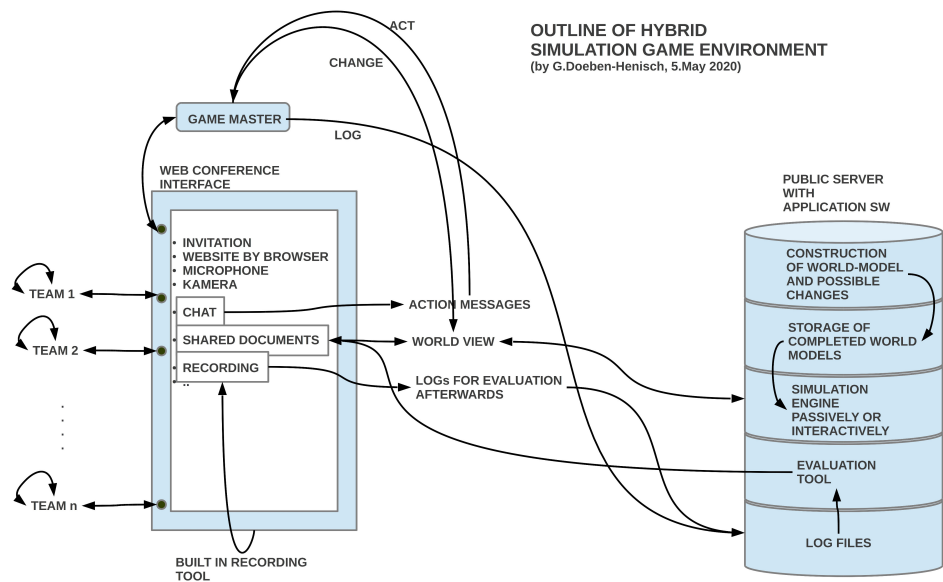 OUTLINE OF HYBRID
SIMULATION GAME ENVIRONMENT
(by G.Doeben-Henisch, 5.May 2020)
ACT
CHANGE
GAME MASTER
LOG
WEB CONFERENCE
INTERFACE
• INVITATION
• WEBSITE BY BROWSER
• MICROPHONE
• KAMERA
• CHAT
• SHARED DOCUMENTS
• RECORDING
• ..
TEAM 1
TEAM 2
.
.
.
.
TEAM n
BUILT IN RECORDING
TOOL
ACTION MESSAGES
WORLD VIEW
LOGs FOR EVALUATION
AFTERWARDS
PUBLIC SERVER
WITH
APPLICATION SW
CONSTRUCTION
OF WORLD-MODEL
AND POSSIBLE
CHANGES
STORAGE OF
COMPLETED WORLD
MODELS
SIMULATION
ENGINE
PASSIVELY OR
INTERACTIVELY
EVALUATION
TOOL
LOG FILES